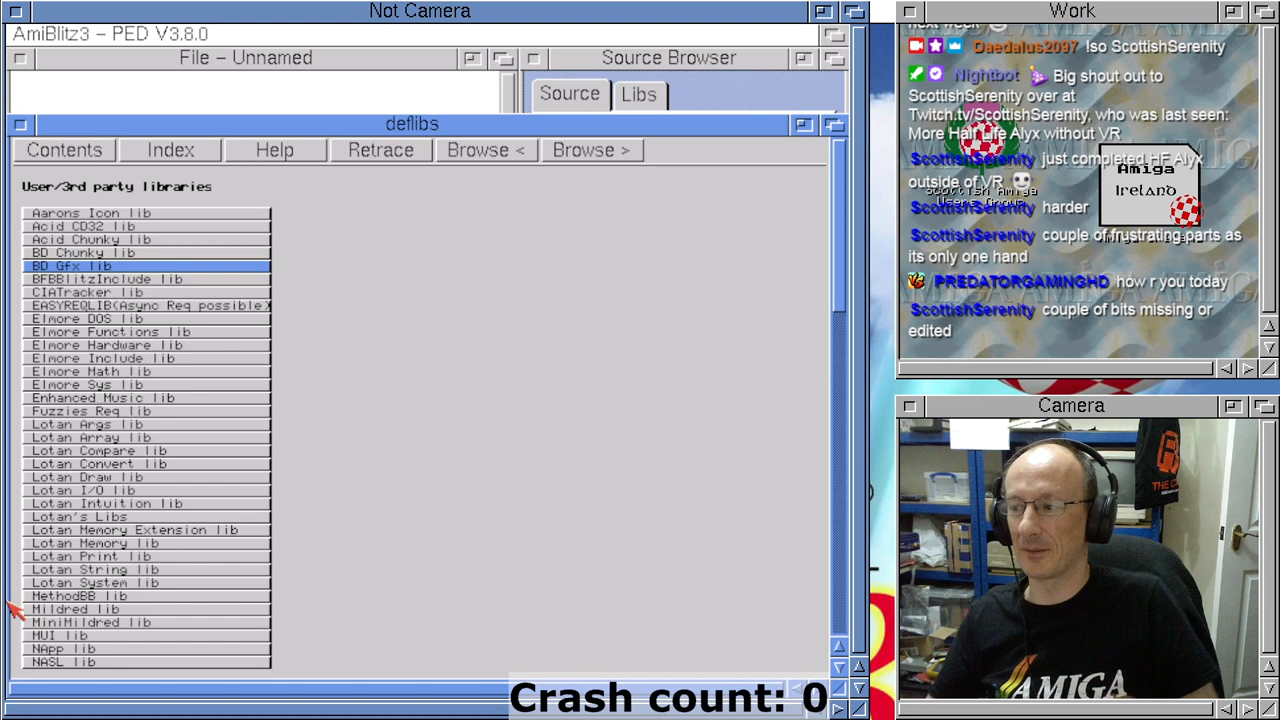 Not Camera
AmiBlitz3 – PED V3.8.0
File – Unnamed
Source Browser
Source
Libs
deflibs
Contents
Index
Help
Retrace
Browse <
Browse >
User/3rd party libraries
Aarons Icon lib
Acid CD32 lib
Acid Chunky lib
BD Chunky lib
BD Gfx lib
BFBBlitzInclude lib
CIATracker lib
EASYREQLIB(Async Req possible)
Elmore DOS lib
Elmore Functions lib
Elmore Hardware lib
Elmore Include lib
Elmore Math lib
Elmore Sys lib
Enhanced Music lib
Fuzzies Req lib
Lotan Args lib
Lotan Array lib
Lotan Compare lib
Lotan Convert lib
Lotan Draw lib
Lotan I/O lib
Lotan Intuition lib
Lotan's Libs
Lotan Memory Extension lib
Lotan Memory lib
Lotan Print lib
Lotan String lib
Lotan System lib
MethodBB lib
Mildred lib
MiniMildred lib
MUI lib
NApp lib
NASL lib
Crash count: 0
Work
next week
Daedalus2097 !so ScottishSerenity
Nightbot Big shout out to
ScottishSerenity over at
Twitch.tv/ScottishSerenity, who was last seen:
More Half Life Alyx without VR
ScottishSerenity just completed HF Alyx
outside of VR
ScottishSerenity harder
ScottishSerenity couple of frustrating parts as
its only one hand
PREDATORGAMINGHD how r you today
ScottishSerenity couple of bits missing or
edited
Scottish Amiga
Users Group
Amiga
Ireland
Camera
THE C
AMIGA